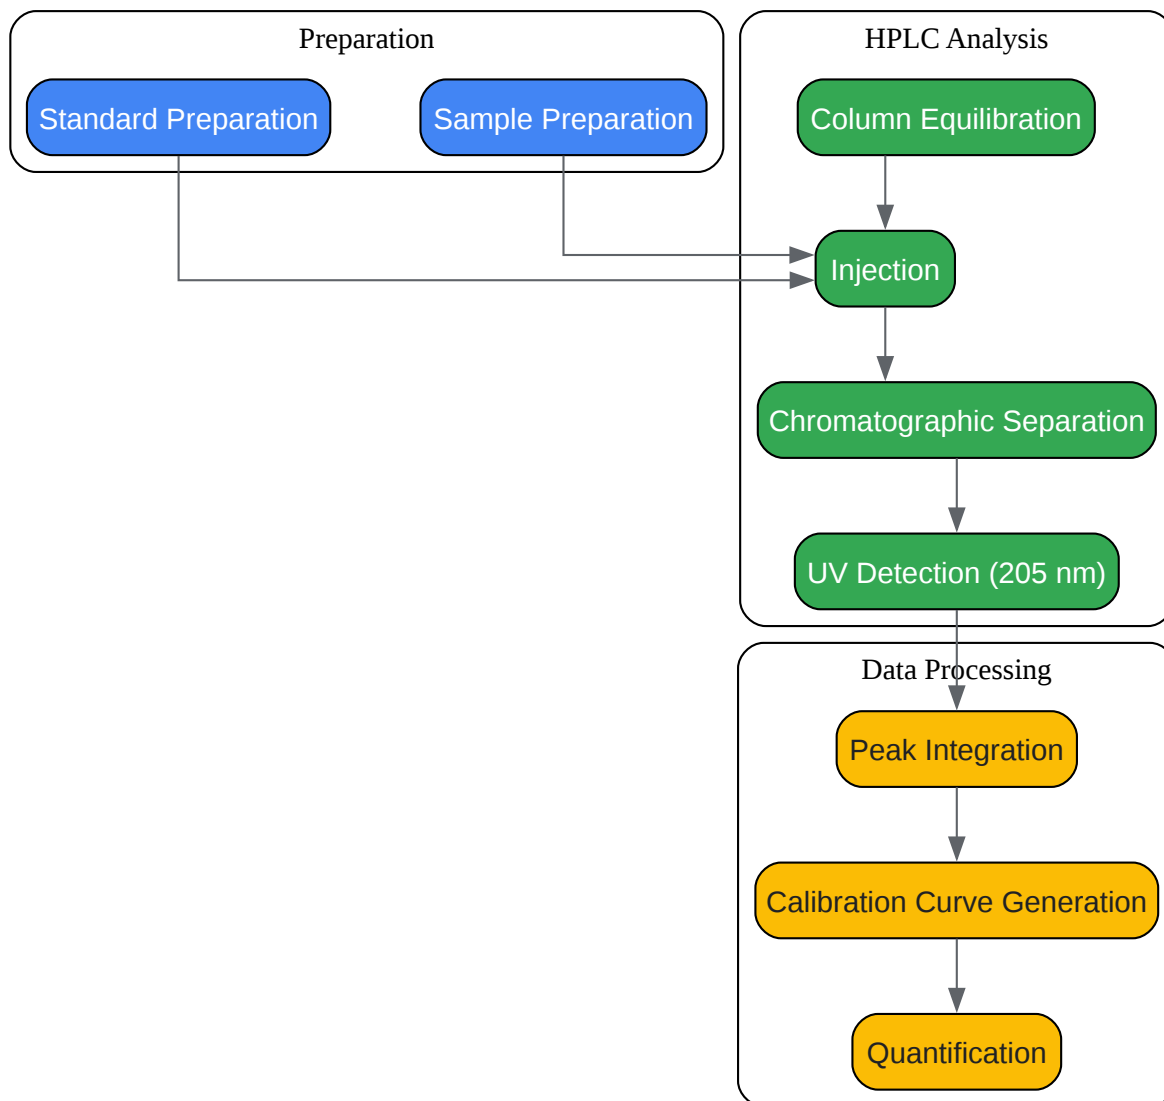 Preparation
Standard Preparation
Sample Preparation
HPLC Analysis
Column Equilibration
Injection
Chromatographic Separation
UV Detection (205 nm)
Data Processing
Peak Integration
Calibration Curve Generation
Quantification